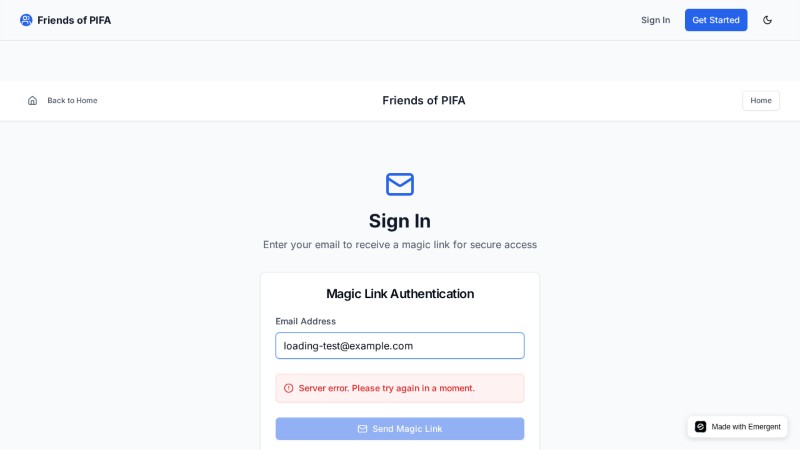 Friends of PIFA
Sign In
Get Started
Back to Home
Friends of PIFA
Home
Sign In
Enter your email to receive a magic link for secure access
Magic Link Authentication
Email Address
loading-test@example.com
Server error. Please try again in a moment.
Send Magic Link
Made with Emergent